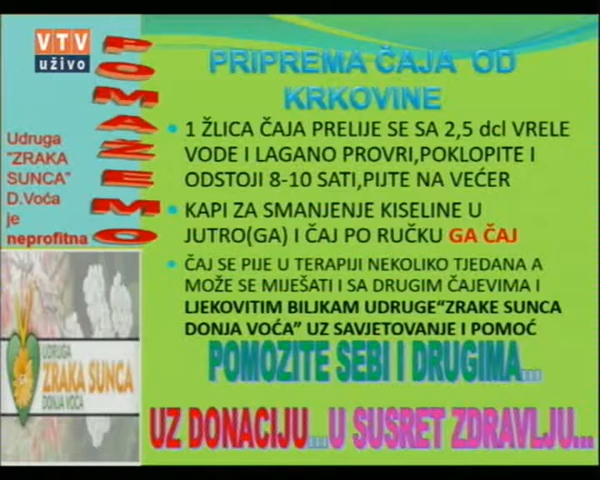 VTV
uživo
POMAŽEMO
Udruga
"ZRAKA
SUNCA"
D.Voća
je
neprofitna
UDRUGA
ZRAKA SUNCA
DONJA VOĆA
PRIPREMA ČAJA OD
KRKOVINE
• 1 ŽLICA ČAJA PRELIJE SE SA 2,5 dcl VRELE
VODE I LAGANO PROVRI,POKLOPITE I
ODSTOJI 8-10 SATI,PIJTE NA VEĆER
• KAPI ZA SMANJENJE KISELINE U
JUTRO(GA) I ČAJ PO RUČKU GA ČAJ
• ČAJ SE PIJE U TERAPIJI NEKOLIKO TJEDANA A
MOŽE SE MIJEŠATI I SA DRUGIM ČAJEVIMA I
LJEKOVITIM BILJKAM UDRUGE“ZRAKE SUNCA
DONJA VOĆA” UZ SAVJETOVANJE I POMOĆ
POMOZITE SEBI I DRUGIMA...
UZ DONACIJU...U SUSRET ZDRAVLJU...